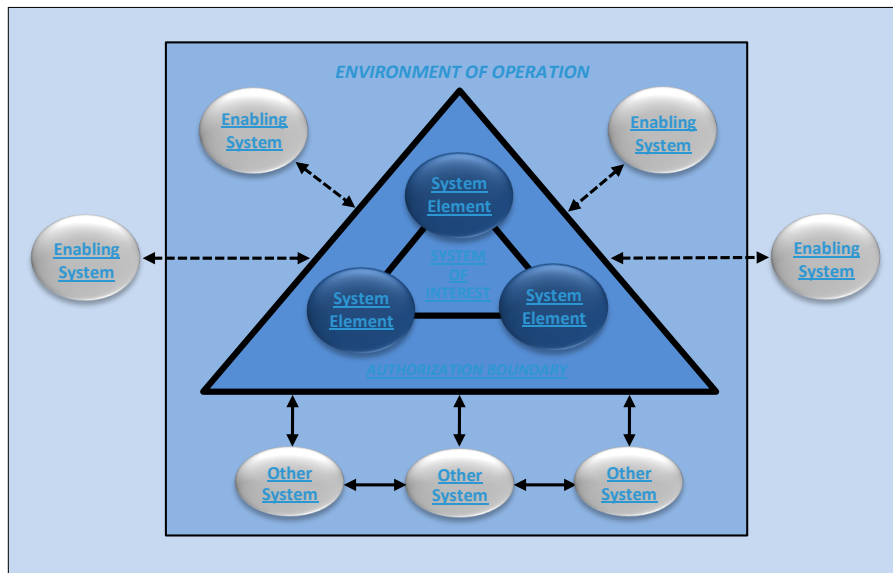 ENVIRONMENT OF OPERATION
Enabling
System
Enabling
System
System
Element
Enabling
System
SYSTEM
OF
INTEREST
Enabling
System
System
Element
System
Element
AUTHORIZATION BOUNDARY
Other
System
Other
System
Other
System